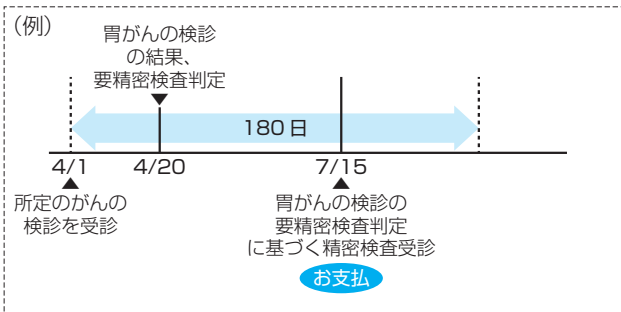 （例）
胃がんの検診
の結果、
要精密検査判定
180日
4/1
4/20
7/15
所定のがんの
検診を受診
胃がんの検診の
要精密検査判定
に基づく精密検査受診
お支払